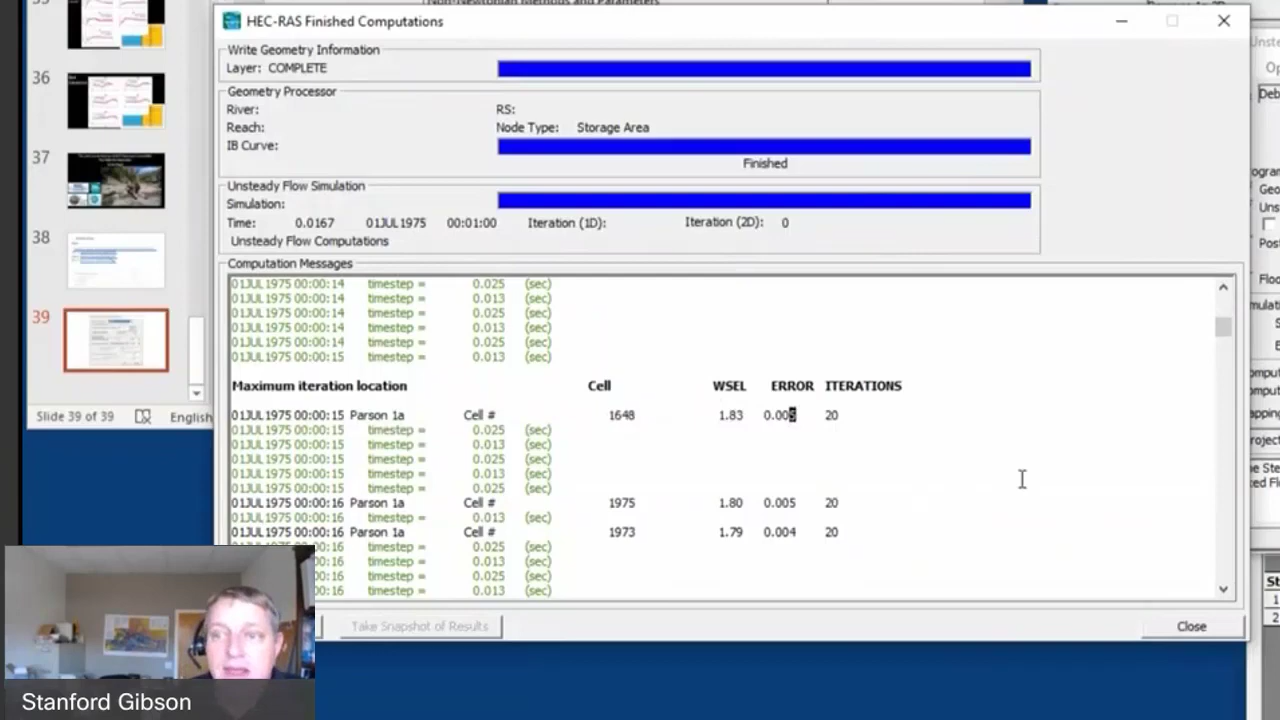 HEC-RAS Finished Computations
Write Geometry Information
Layer: COMPLETE
Geometry Processor
River: RS:
Reach: Node Type: Storage Area
IB Curve:
Finished
Unsteady Flow Simulation
Simulation:
Time: 0.0167 01JUL1975 00:01:00 Iteration (1D): Iteration (2D): 0
Unsteady Flow Computations
Computation Messages
01JUL1975 00:00:14 timestep = 0.025 (sec)
01JUL1975 00:00:14 timestep = 0.013 (sec)
01JUL1975 00:00:14 timestep = 0.025 (sec)
01JUL1975 00:00:14 timestep = 0.013 (sec)
01JUL1975 00:00:14 timestep = 0.025 (sec)
01JUL1975 00:00:15 timestep = 0.013 (sec)
Maximum iteration location Cell WSEL ERROR ITERATIONS
01JUL1975 00:00:15 Parson 1a Cell # 1648 1.83 0.005 20
01JUL1975 00:00:15 timestep = 0.025 (sec)
01JUL1975 00:00:15 timestep = 0.013 (sec)
01JUL1975 00:00:15 timestep = 0.025 (sec)
01JUL1975 00:00:15 timestep = 0.013 (sec)
01JUL1975 00:00:15 timestep = 0.025 (sec)
01JUL1975 00:00:16 Parson 1a Cell # 1975 1.80 0.005 20
01JUL1975 00:00:16 timestep = 0.013 (sec)
01JUL1975 00:00:16 Parson 1a Cell # 1973 1.79 0.004 20
:16 timestep = 0.025 (sec)
:16 timestep = 0.013 (sec)
:16 timestep = 0.025 (sec)
:16 timestep = 0.013 (sec)
Take Snapshot of Results
Close
36
37
38
39
Slide 39 of 39 English
Stanford Gibson